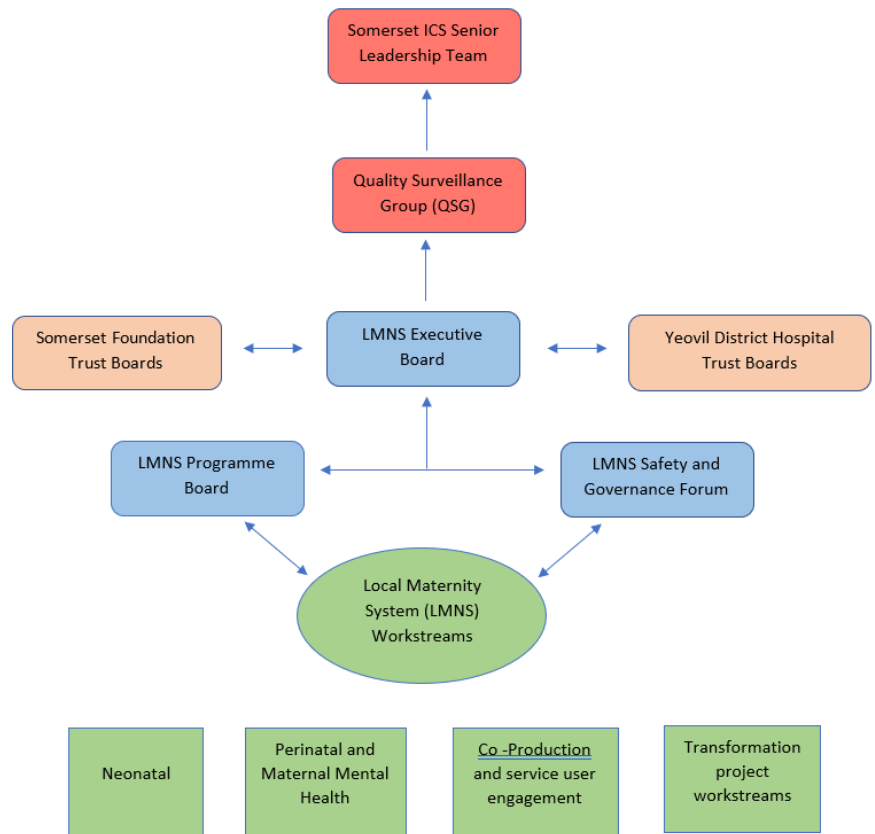 Somerset ICS Senior
Leadership Team
Quality Surveillance
Group (QSG)
Somerset Foundation
Trust Boards
LMNS Executive
Board
Yeovil District Hospital
Trust Boards
LMNS Programme
Board
LMNS Safety and
Governance Forum
Local Maternity
System (LMNS)
Workstreams
Neonatal
Perinatal and
Maternal Mental
Health
Co -Production
and service user
engagement
Transformation
project
workstreams